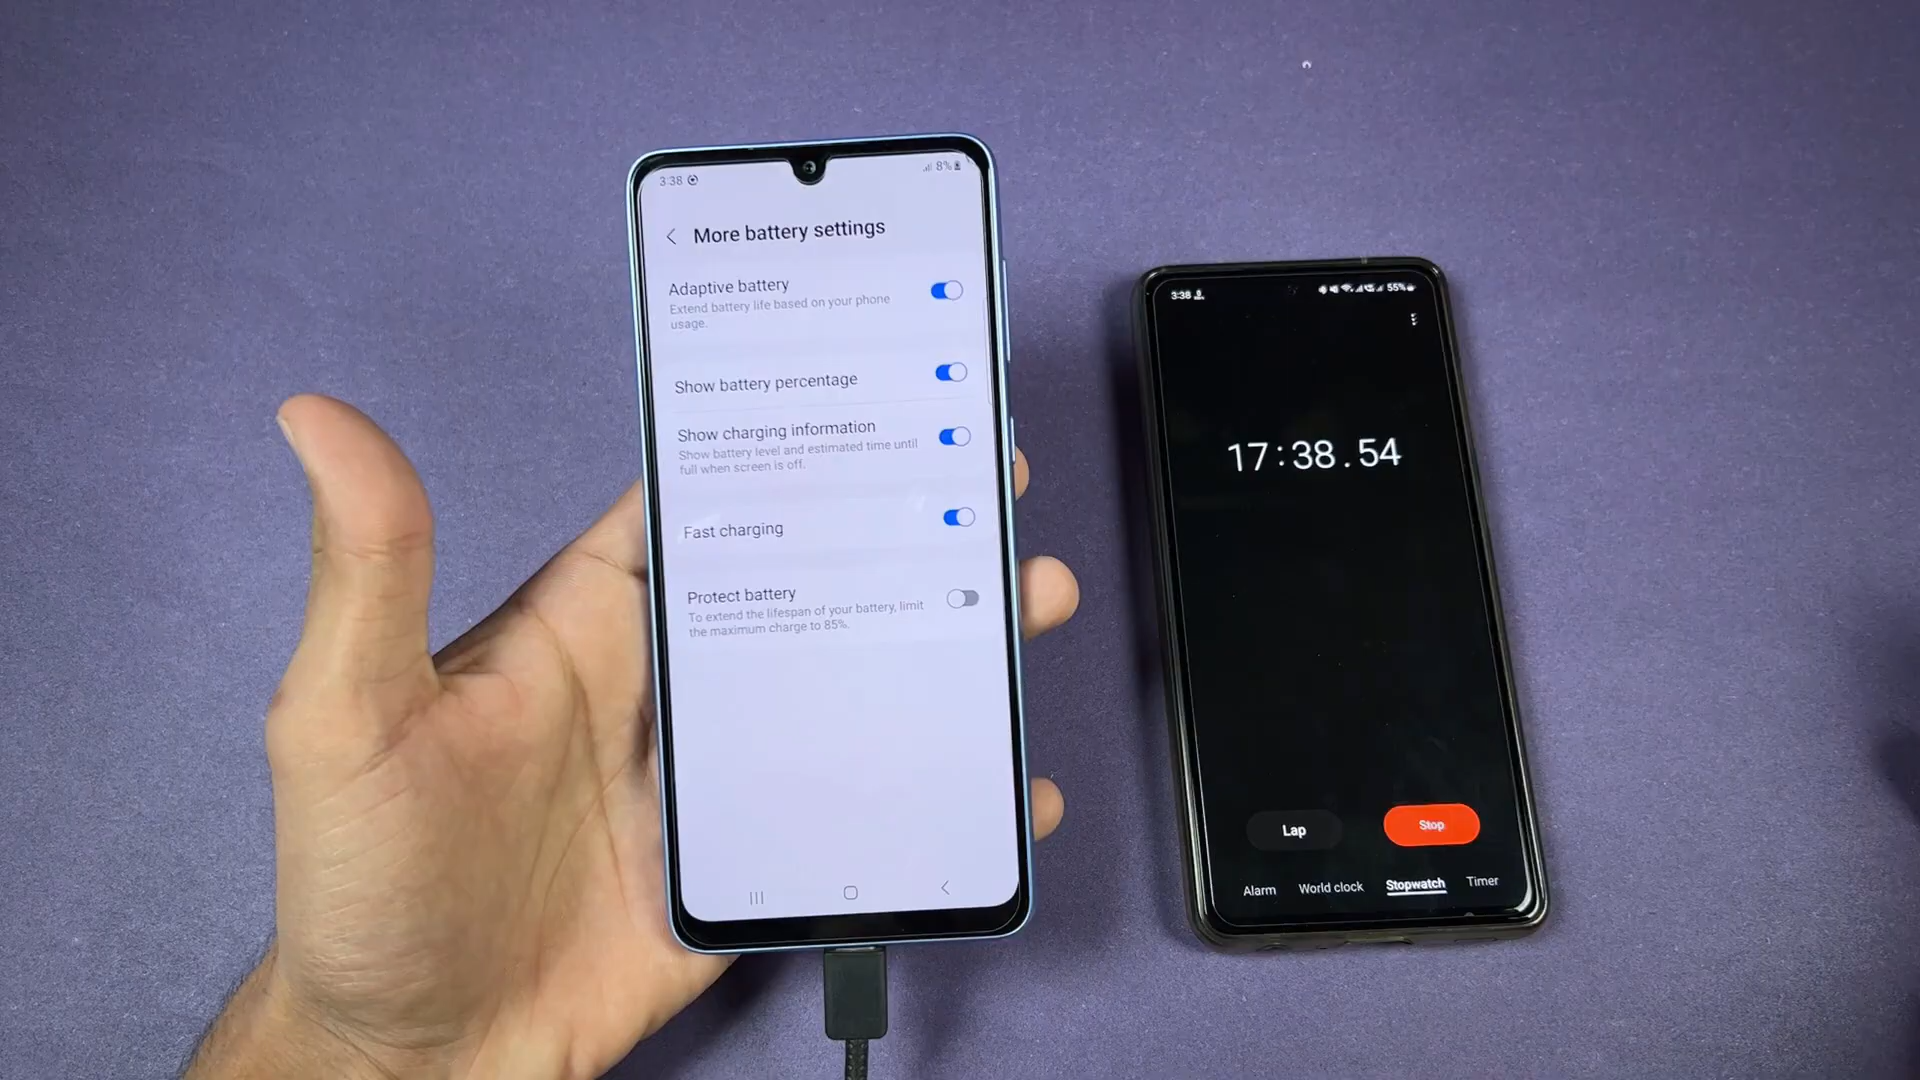 3:38
8%
More battery settings
Adaptive battery
Extend battery life based on your phone
usage.
Show battery percentage
Show charging information
Show battery level and estimated time until
full when screen is off.
Fast charging
Protect battery
To extend the lifespan of your battery, limit
the maximum charge to 85%.
3:38
55%
17:38.54
Lap
Stop
Alarm
World clock
Stopwatch
Timer